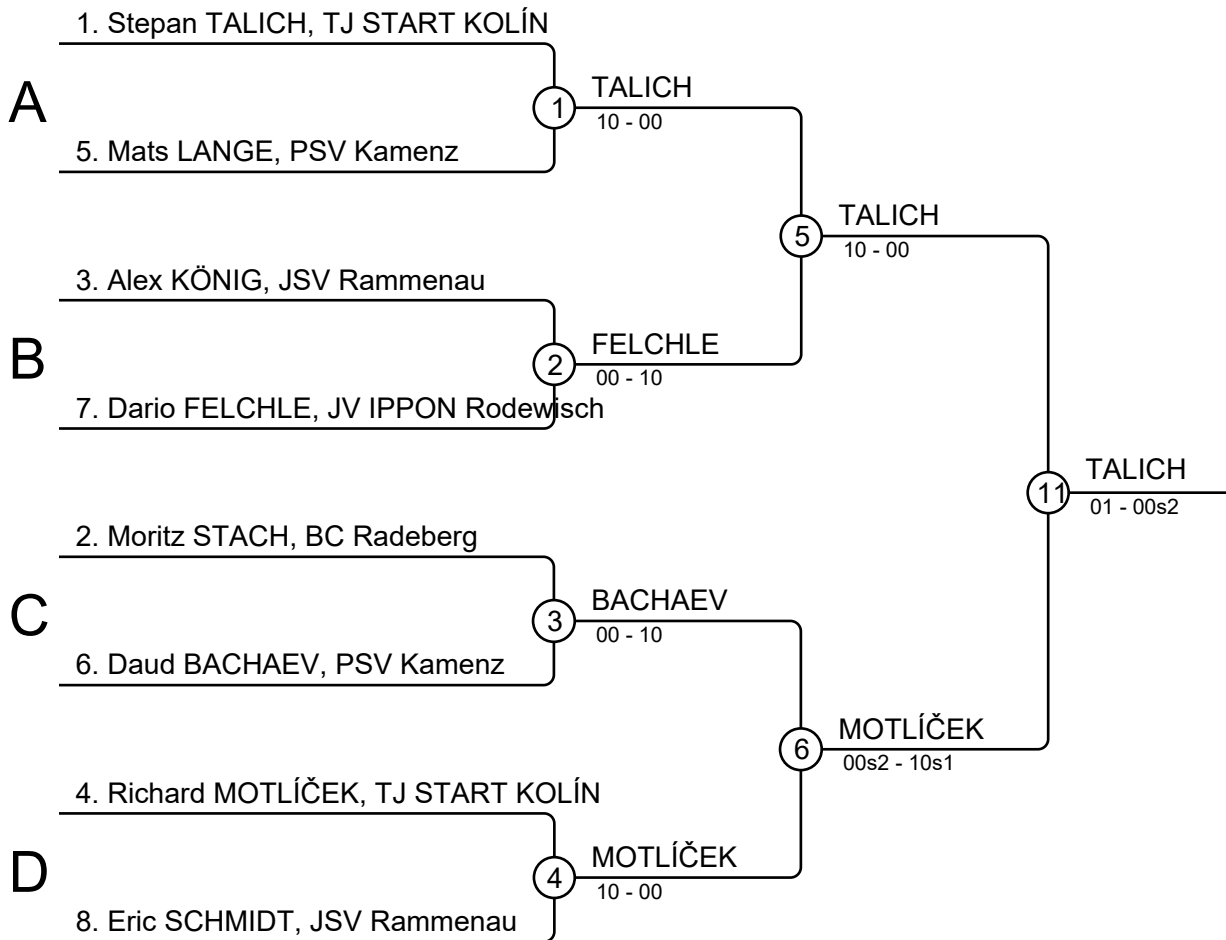 1. Stepan TALICH, TJ START KOLÍN
A
1
TALICH
10 - 00
5. Mats LANGE, PSV Kamenz
5
TALICH
10 - 00
3. Alex KÖNIG, JSV Rammenau
B
2
FELCHLE
00 - 10
7. Dario FELCHLE, JV IPPON Rodewisch
11
TALICH
01 - 00s2
2. Moritz STACH, BC Radeberg
C
3
BACHAEV
00 - 10
6. Daud BACHAEV, PSV Kamenz
6
MOTLÍČEK
00s2 - 10s1
4. Richard MOTLÍČEK, TJ START KOLÍN
D
4
MOTLÍČEK
10 - 00
8. Eric SCHMIDT, JSV Rammenau